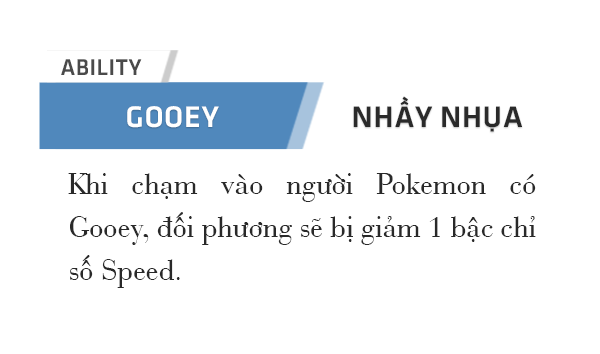 ABILITY
GOOEY
NHẦY NHỤA
Khi chạm vào người Pokemon có
Gooey, đối phương sẽ bị giảm 1 bậc chỉ
số Speed.